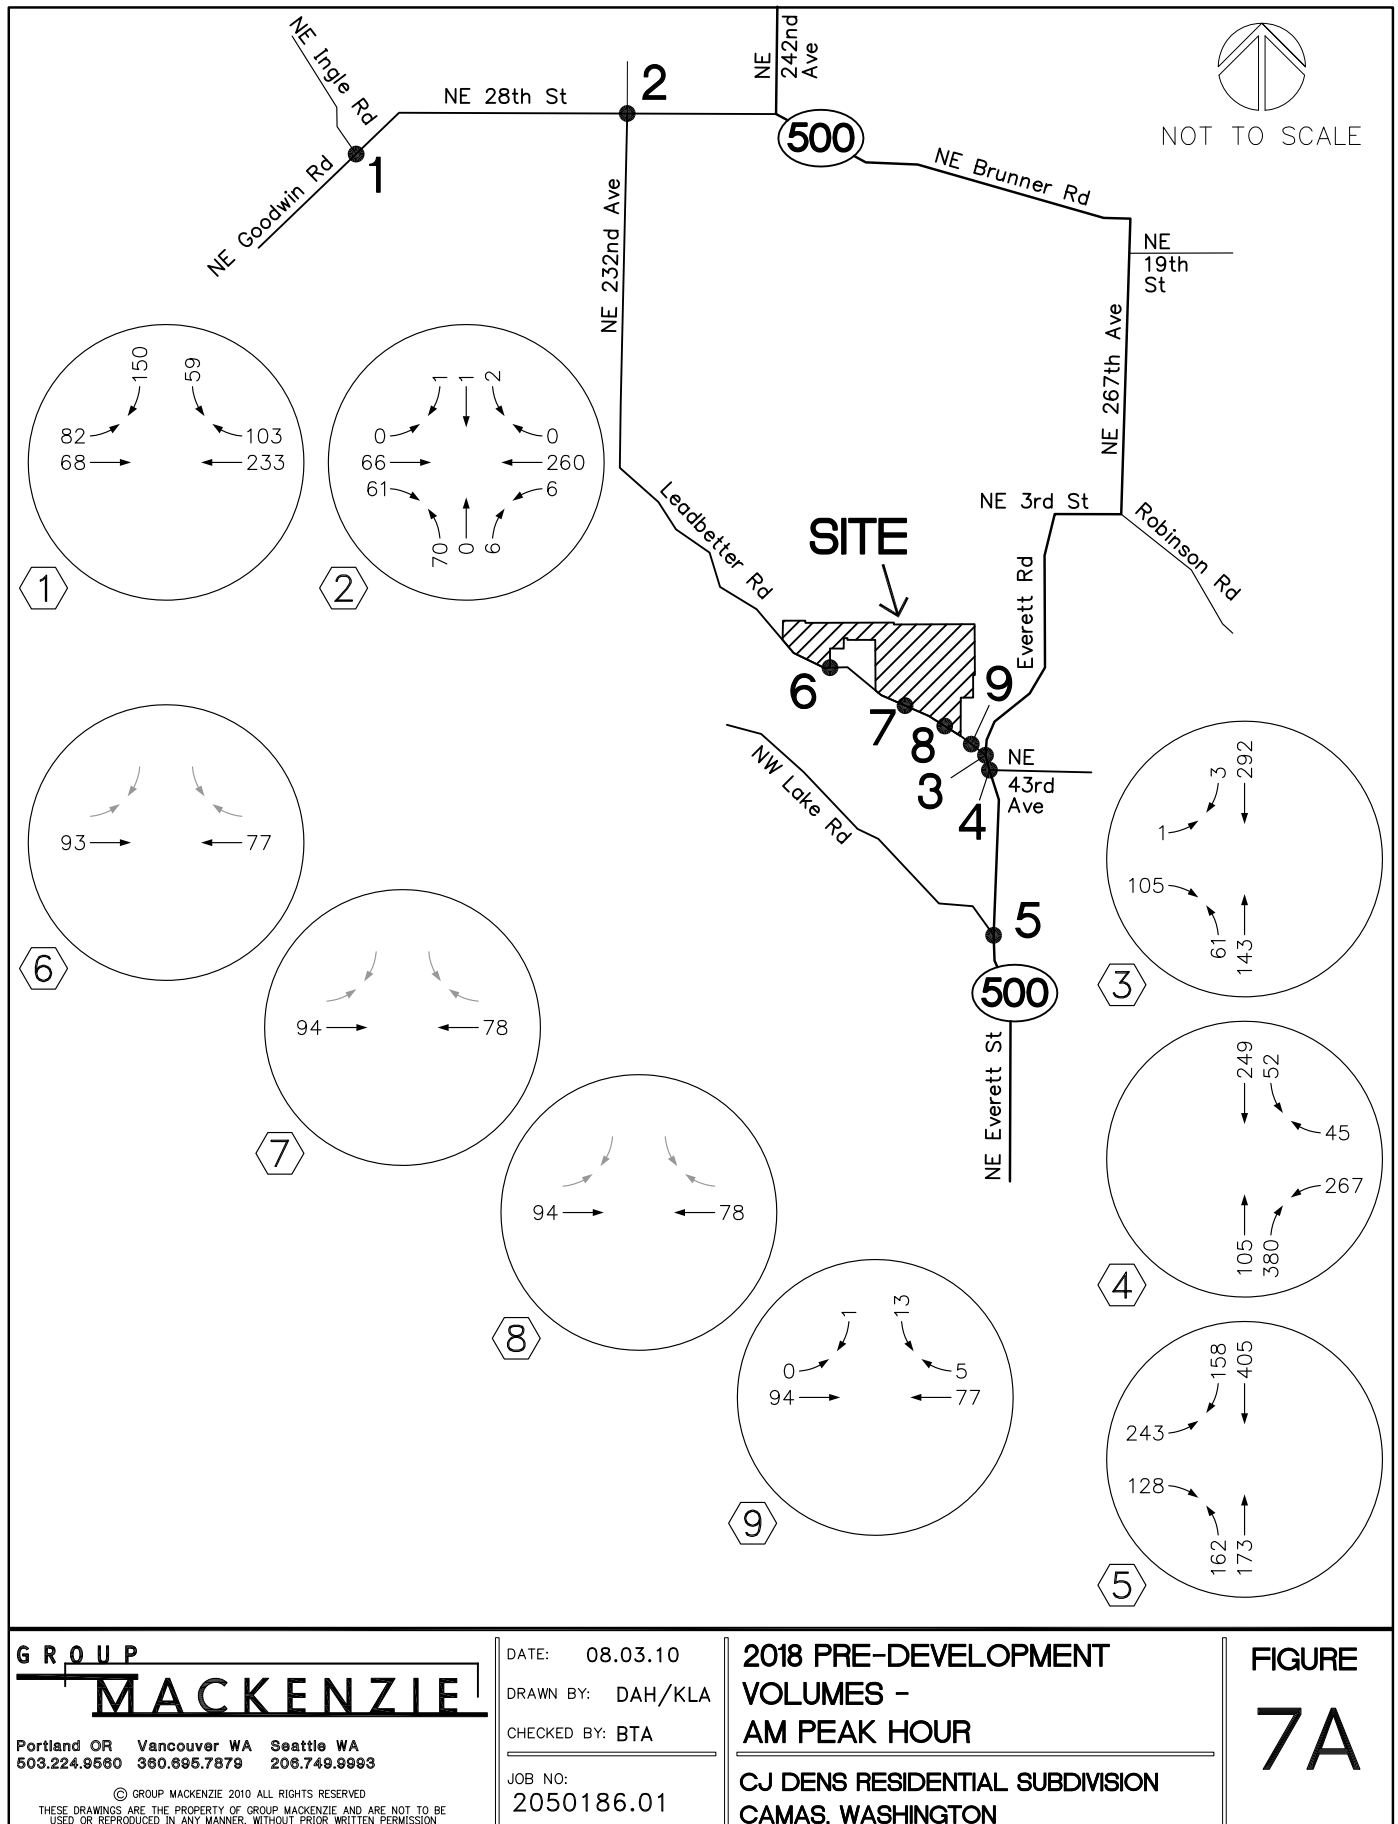 NE Ingle Rd
NE 28th St
2
NE 242nd Ave
500
NOT TO SCALE
1
NE Goodwin Rd
NE 232nd Ave
NE Brunner Rd
NE
19th
St
NE 267th Ave
150
59
82
103
68
233
1
1
1
2
0
0
66
260
61
6
70
0
6
2
Leadbetter Rd
NE 3rd St
Robinson Rd
Everett Rd
SITE
6
7
8
9
3
4
NE
43rd
Ave
NW Lake Rd
5
500
NE Everett St
93
77
6
94
78
7
94
78
8
1
13
0
5
94
77
9
3
292
1
105
61
143
3
249
52
45
267
105
380
4
158
405
243
128
162
173
5
GROUP
MACKENZIE
Portland OR Vancouver WA Seattle WA
503.224.9560 360.695.7879 206.749.9993
© GROUP MACKENZIE 2010 ALL RIGHTS RESERVED
THESE DRAWINGS ARE THE PROPERTY OF GROUP MACKENZIE AND ARE NOT TO BE
USED OR REPRODUCED IN ANY MANNER, WITHOUT PRIOR WRITTEN PERMISSION
DATE: 08.03.10
DRAWN BY: DAH/KLA
CHECKED BY: BTA
JOB NO:
2050186.01
2018 PRE-DEVELOPMENT
VOLUMES -
AM PEAK HOUR
CJ DENS RESIDENTIAL SUBDIVISION
CAMAS, WASHINGTON
FIGURE
7A